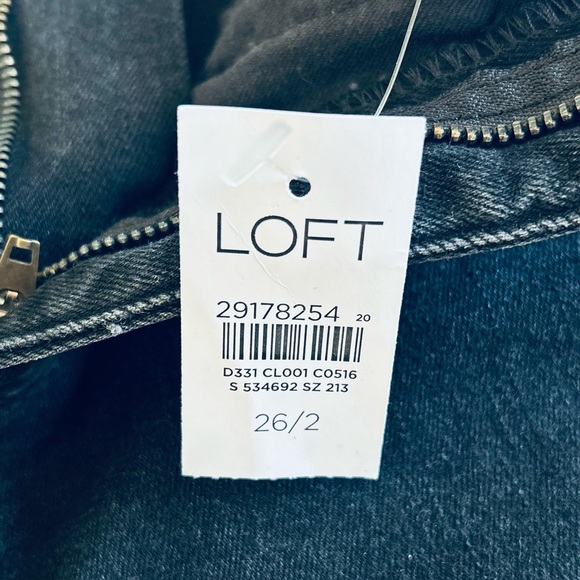 LOFT
29178254 20
D331 CL001 C0516
S 534692 SZ 213
26/2